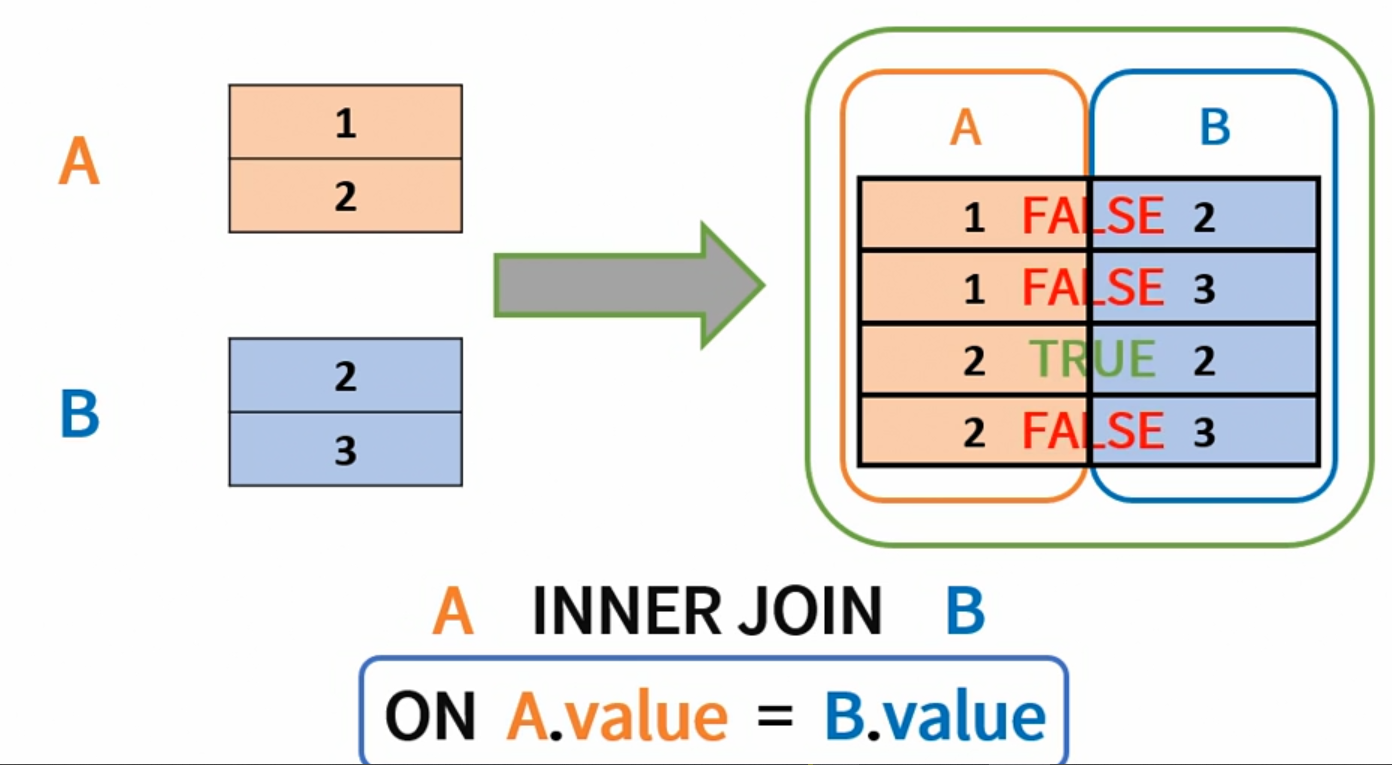 A
1
2
B
2
3
A B
1 FALSE 2
1 FALSE 3
2 TRUE 2
2 FALSE 3
A INNER JOIN B
ON A.value = B.value